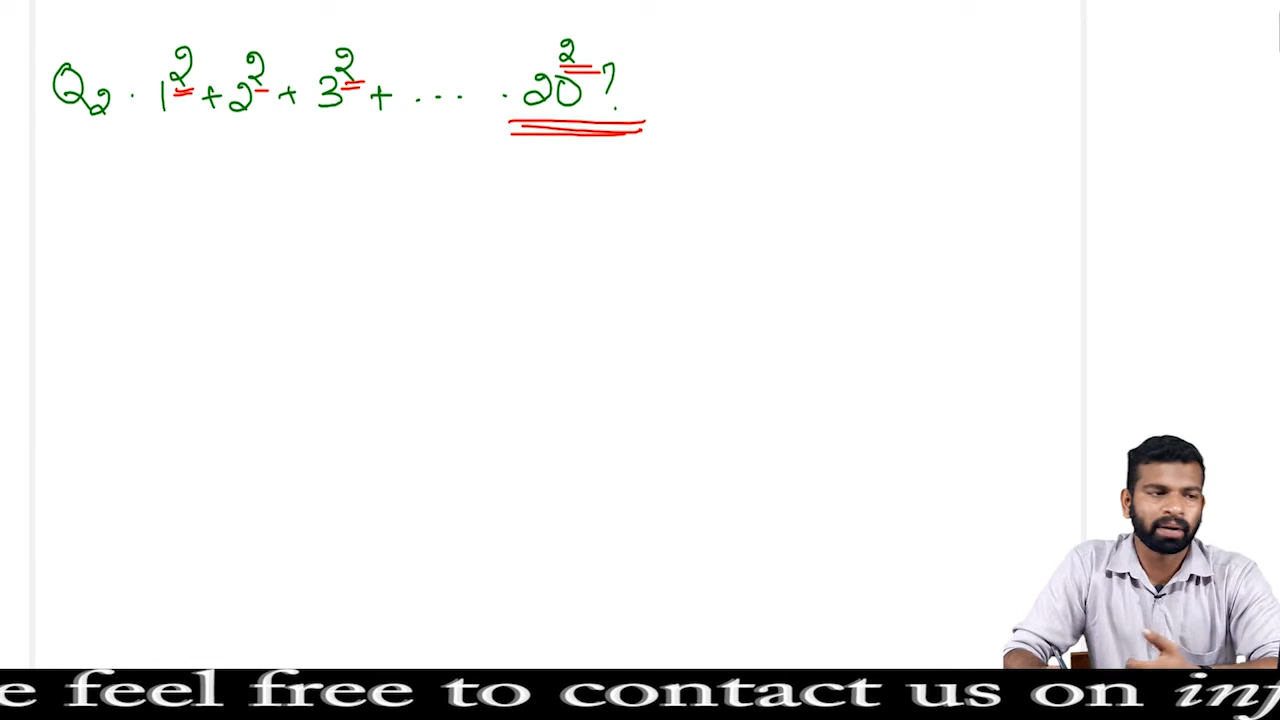 Q2. 1² + 2² + 3² + .... . 20² ?
e feel free to contact us on inf